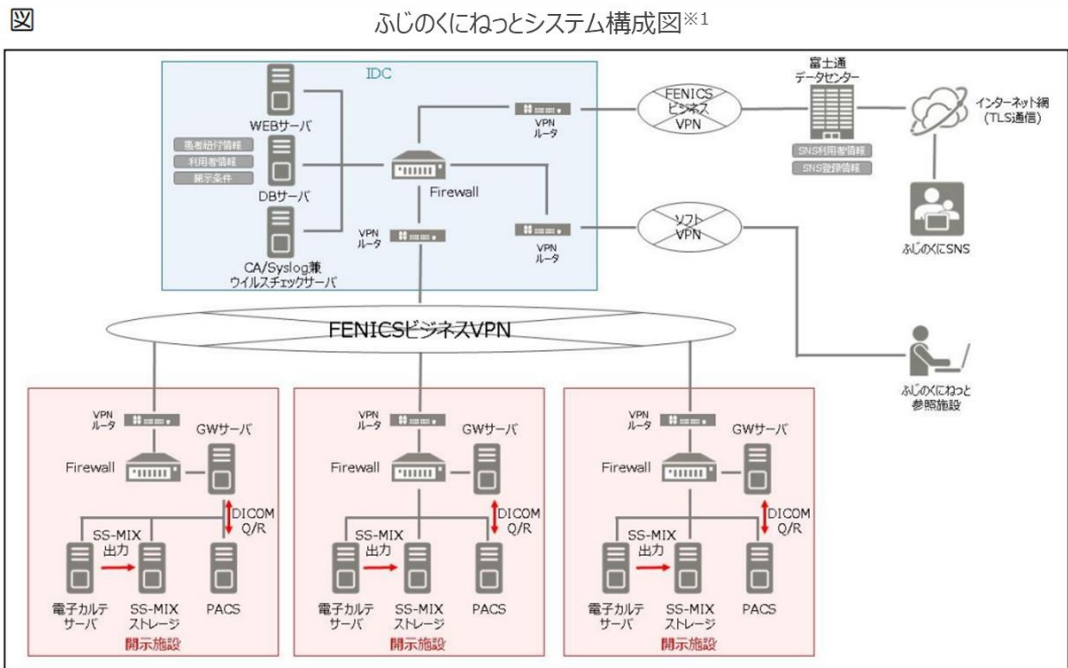 図
ふじのくにねっとシステム構成図※1
IDC
WEBサーバ
患者紐付情報
利用者情報
開示条件
DBサーバ
CA/Syslog兼
ウイルスチェックサーバ
Firewall
VPN
ルータ
VPN
ルータ
VPN
ルータ
FENICS
ビジネス
VPN
富士通
データセンター
SNS利用者情報
SNS登録情報
インターネット網
(TLS通信)
ふじのくにSNS
ソフト
VPN
ふじのくにねっと
参照施設
FENICSビジネスVPN
VPN
ルータ
GWサーバ
Firewall
DICOM
Q/R
SS-MIX
出力
電子カルテ
サーバ
SS-MIX
ストレージ
PACS
開示施設
VPN
ルータ
GWサーバ
Firewall
DICOM
Q/R
SS-MIX
出力
電子カルテ
サーバ
SS-MIX
ストレージ
PACS
開示施設
VPN
ルータ
GWサーバ
Firewall
DICOM
Q/R
SS-MIX
出力
電子カルテ
サーバ
SS-MIX
ストレージ
PACS
開示施設